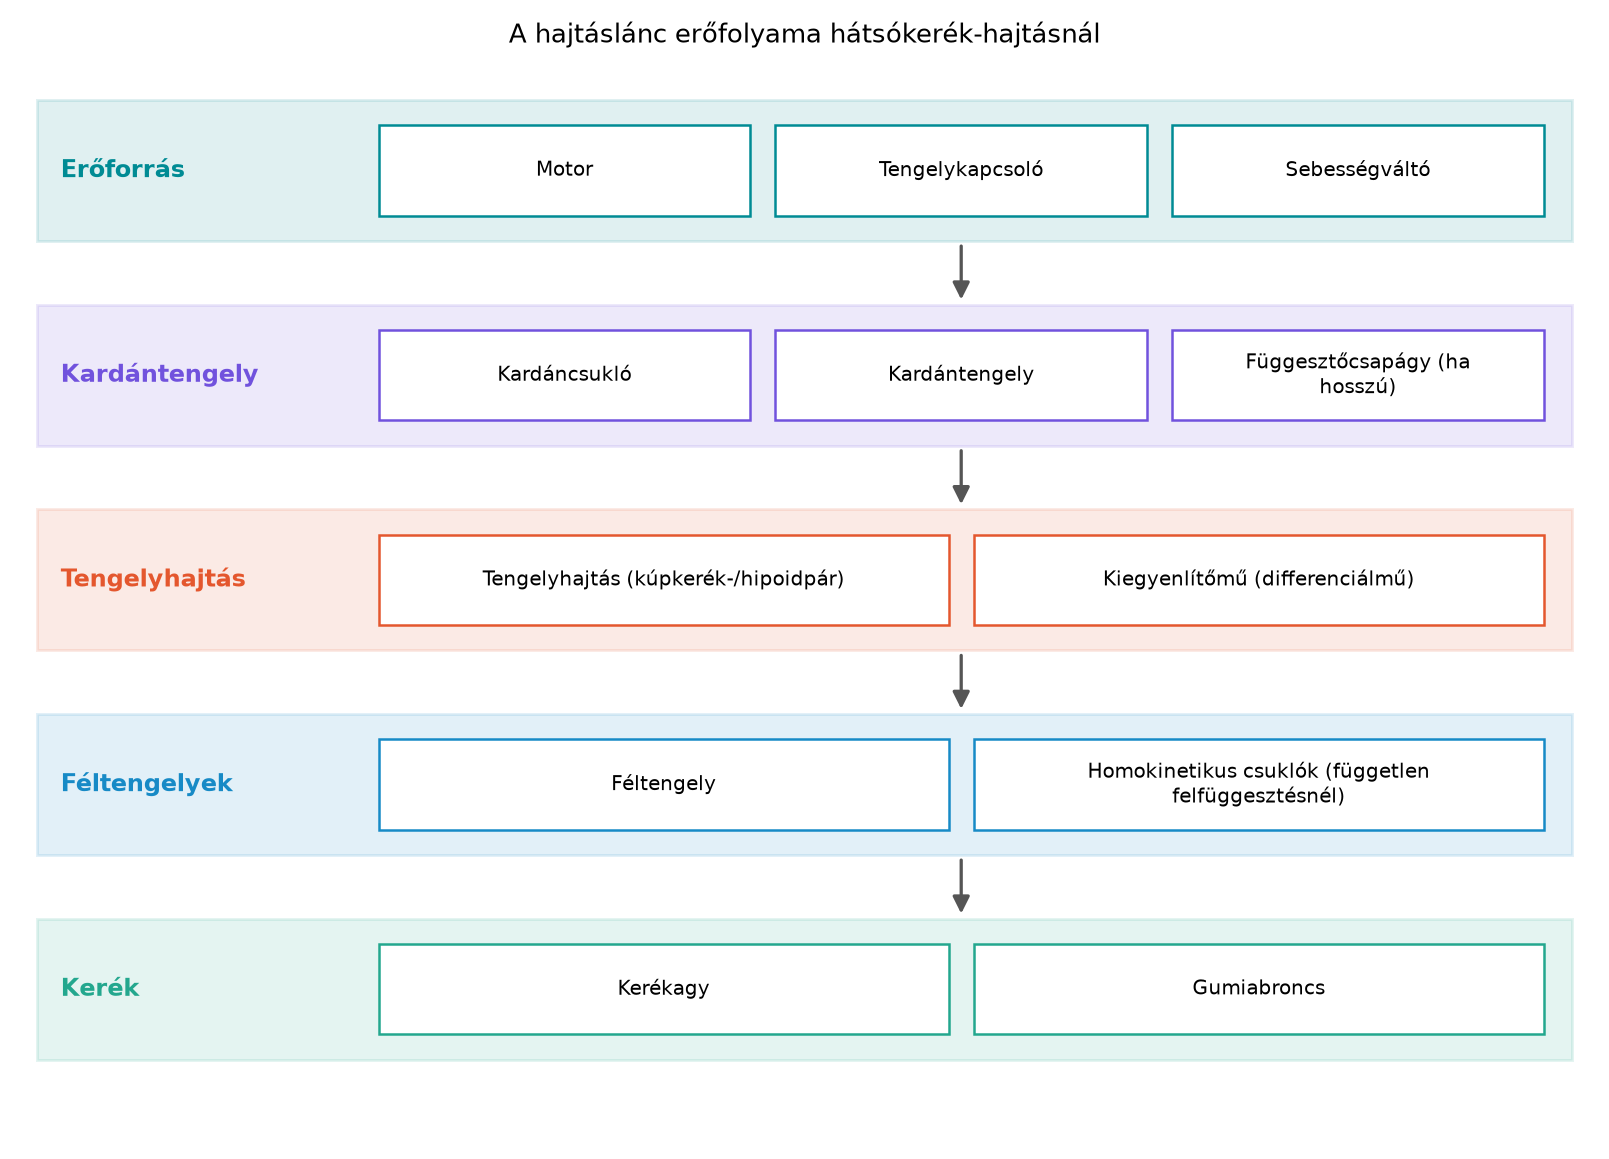 A hajtáslánc erőfolyama hátsókerék-hajtásnál
Erőforrás
Motor
Tengelykapcsoló
Sebességváltó
Kardántengely
Kardáncsukló
Kardántengely
Függesztőcsapágy (ha
hosszú)
Tengelyhajtás
Tengelyhajtás (kúpkerék-/hipoidpár)
Kiegyenlítőmű (differenciálmű)
Féltengelyek
Féltengely
Homokinetikus csuklók (független
felfüggesztésnél)
Kerék
Kerékagy
Gumiabroncs